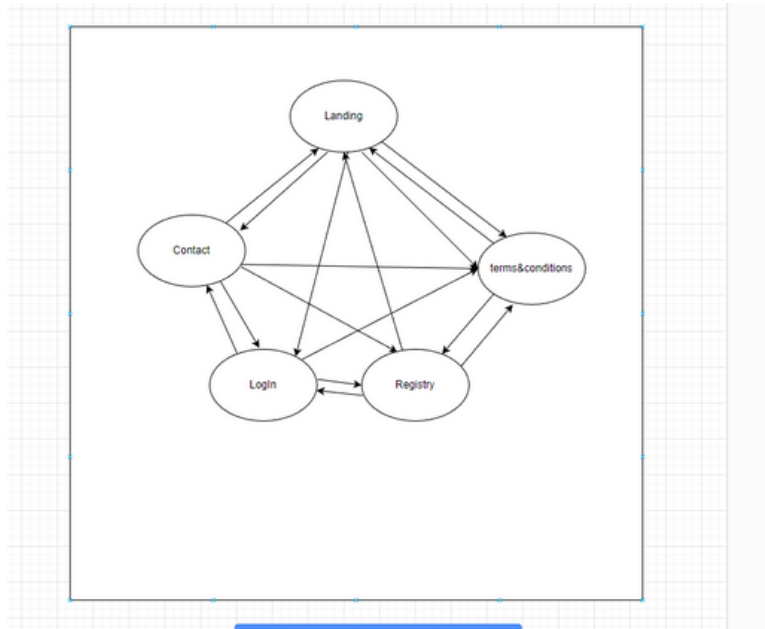 Landing
Contact
terms&conditions
LogIn
Registry